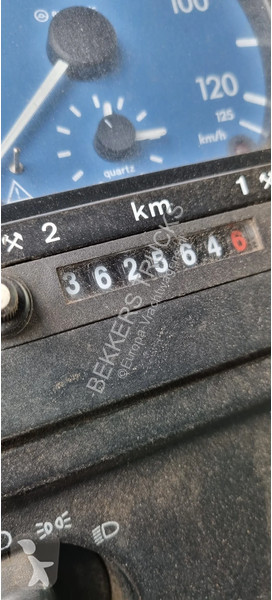 100
120
125
km/h
quartz
2 km 1
3625646
BEKKERS TRUCKS